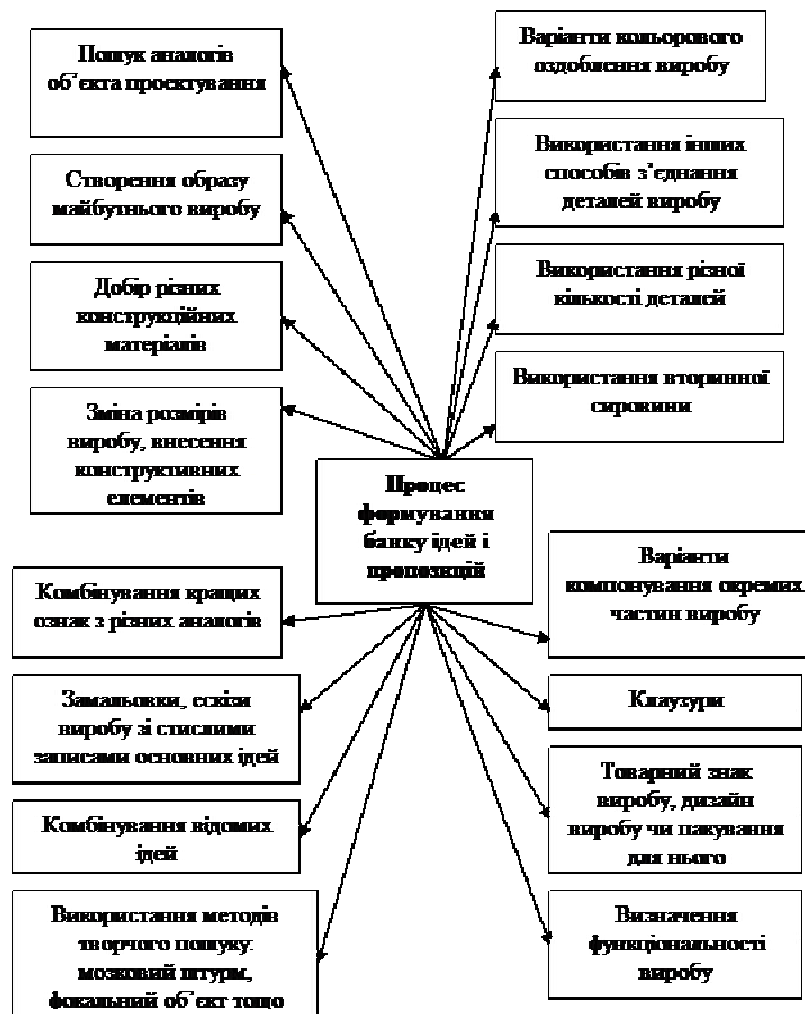 Пошук аналогів
об’єкта проєктування
Створення образу
майбутнього виробу
Добір різних
конструкційних
матеріалів
Зміна розмірів
виробу, внесення
конструктивних
елементів
Варіанти кольорового
оздоблення виробу
Використання інших
способів з’єднання
деталей виробу
Використання різної
кількості деталей
Використання вторинної
сировини
Процес
формування
банку ідей і
пропозицій
Комбінування кращих
ознак з різних аналогів
Замальовки, ескізи
виробу зі стислими
записами основних ідей
Комбінування відомих
ідей
Використання методів
творчого пошуку:
мозковий штурм,
фокальний об’єкт тощо
Варіанти
компонування окремих
частин виробу
Клаузури
Товарний знак
виробу, дизайн
виробу чи пакування
для нього
Визначення
функціональності
виробу